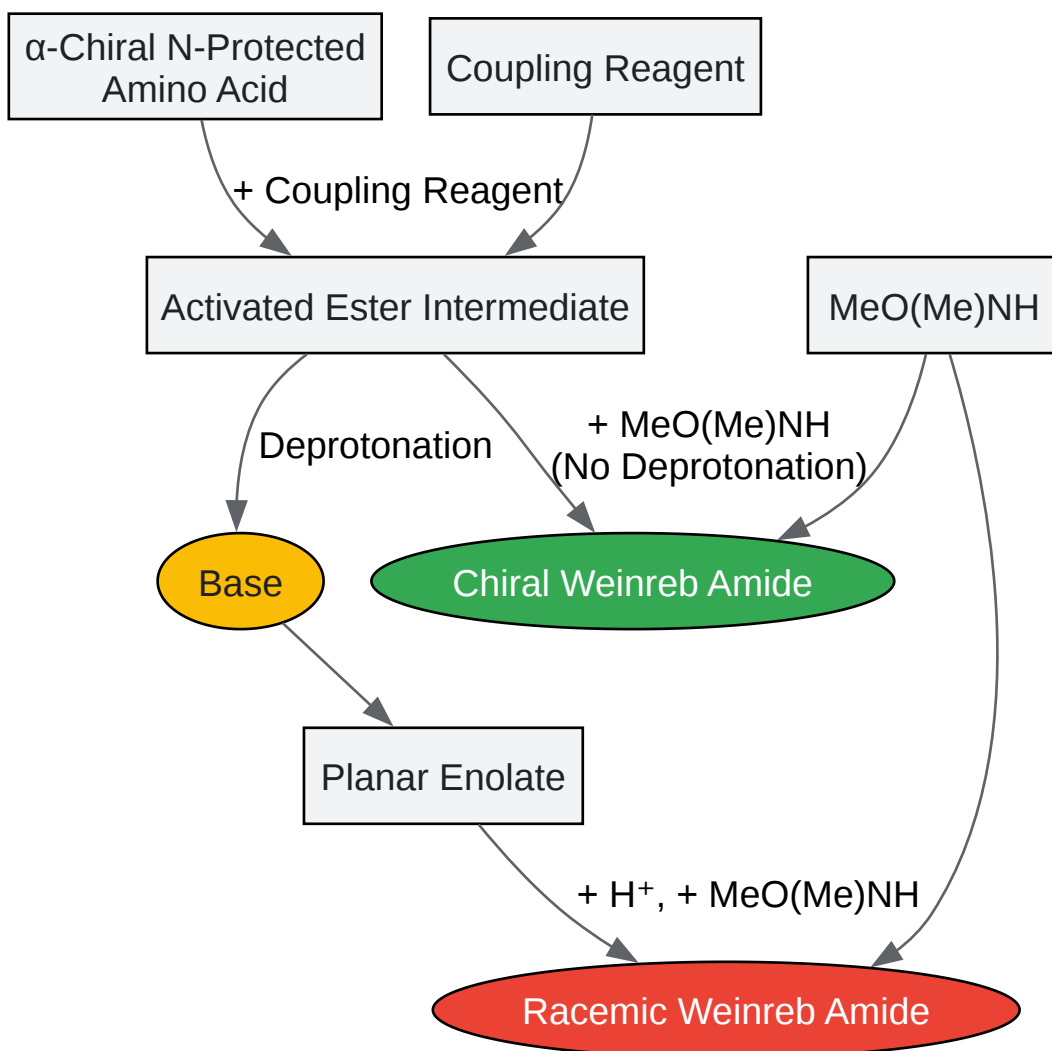 α-Chiral N-Protected
Amino Acid
Coupling Reagent
+ Coupling Reagent
Activated Ester Intermediate
MeO(Me)NH
Deprotonation
+ MeO(Me)NH
(No Deprotonation)
Base
Chiral Weinreb Amide
Planar Enolate
+ H⁺, + MeO(Me)NH
Racemic Weinreb Amide